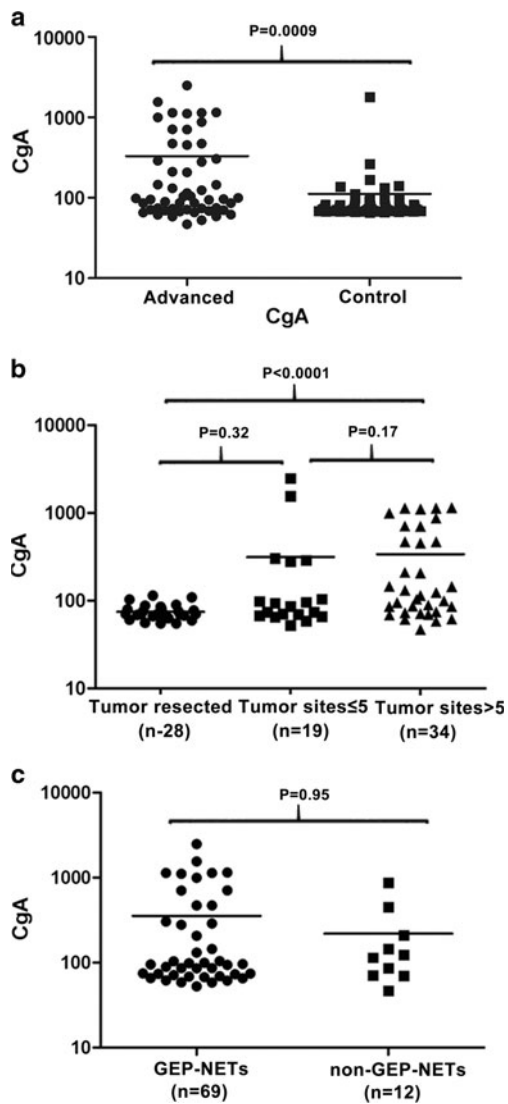 a
P=0.0009
10000
1000
100
10
CgA
Advanced Control
CgA
b
P<0.0001
P=0.32 P=0.17
10000
1000
100
10
CgA
Tumor resected Tumor sites≤5 Tumor sites>5
(n-28) (n=19) (n=34)
c
P=0.95
10000
1000
100
10
CgA
GEP-NETs non-GEP-NETs
(n=69) (n=12)